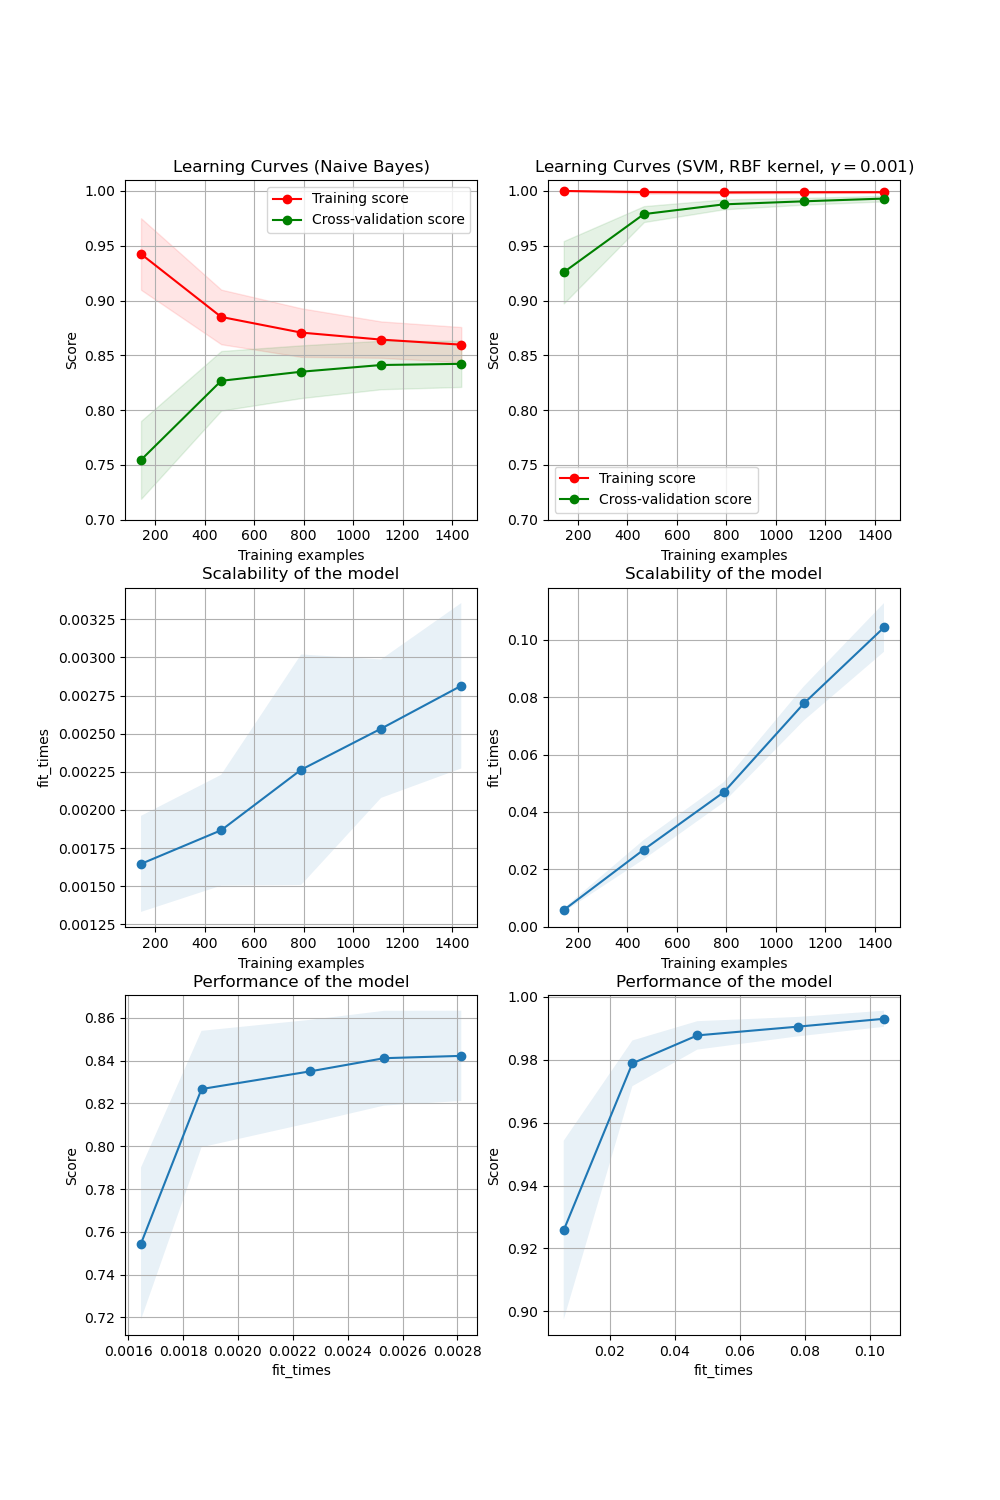 Learning Curves (Naive Bayes)
1.00
0.95
0.90
0.85
0.80
0.75
0.70
Score
Training score
Cross-validation score
200 400 600 800 1000 1200 1400
Training examples
Learning Curves (SVM, RBF kernel, γ = 0.001)
1.00
0.95
0.90
0.85
0.80
0.75
0.70
Score
Training score
Cross-validation score
200 400 600 800 1000 1200 1400
Training examples
Scalability of the model
0.00325
0.00300
0.00275
0.00250
0.00225
0.00200
0.00175
0.00150
0.00125
fit_times
200 400 600 800 1000 1200 1400
Training examples
Scalability of the model
0.10
0.08
0.06
0.04
0.02
0.00
fit_times
200 400 600 800 1000 1200 1400
Training examples
Performance of the model
0.86
0.84
0.82
0.80
0.78
0.76
0.74
0.72
Score
0.0016 0.0018 0.0020 0.0022 0.0024 0.0026 0.0028
fit_times
Performance of the model
1.00
0.98
0.96
0.94
0.92
0.90
Score
0.02 0.04 0.06 0.08 0.10
fit_times